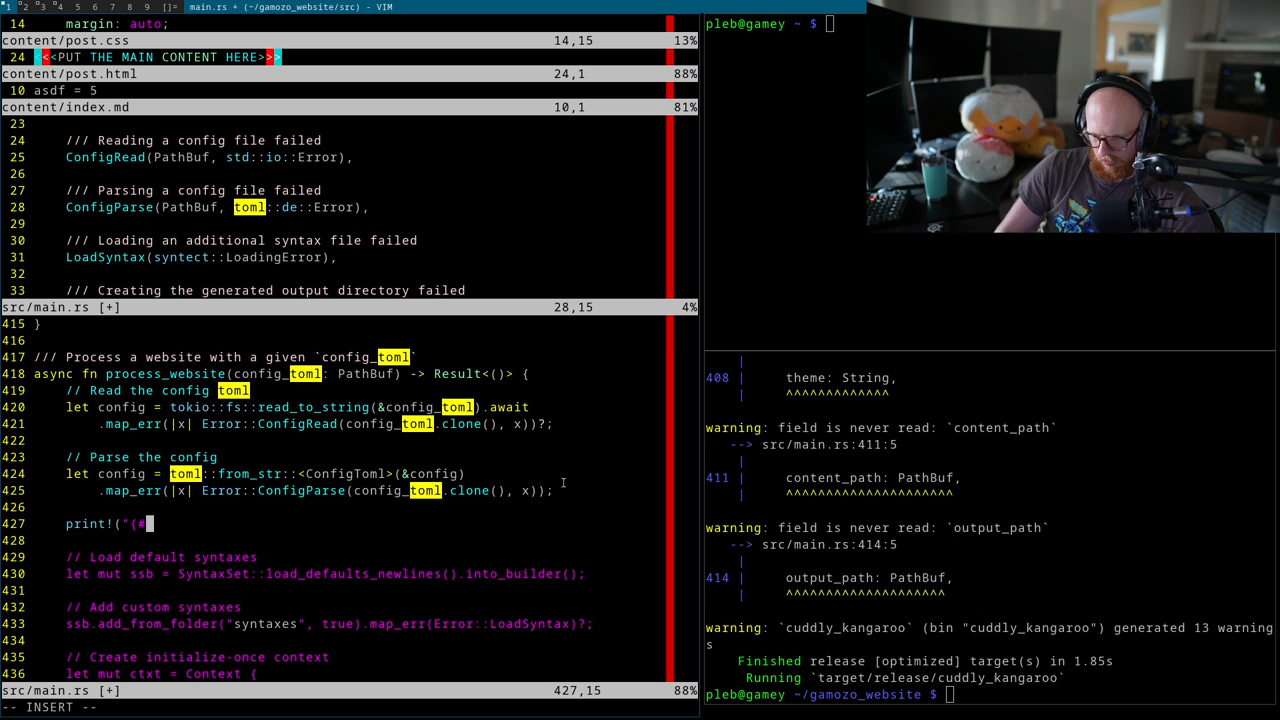 1 2 3 4 5 6 7 8 9 []= main.rs + (~/gamozo_website/src) - VIM
14     margin: auto;
content/post.css 14,15 13%
24 <<<PUT THE MAIN CONTENT HERE>>>
content/post.html 24,1 88%
10 asdf = 5
content/index.md 10,1 81%
23
24     /// Reading a config file failed
25     ConfigRead(PathBuf, std::io::Error),
26
27     /// Parsing a config file failed
28     ConfigParse(PathBuf, toml::de::Error),
29
30     /// Loading an additional syntax file failed
31     LoadSyntax(syntect::LoadingError),
32
33     /// Creating the generated output directory failed
src/main.rs [+] 28,15 4%
415 }
416
417 /// Process a website with a given `config_toml`
418 async fn process_website(config_toml: PathBuf) -> Result<()> {
419     // Read the config toml
420     let config = tokio::fs::read_to_string(&config_toml).await
421         .map_err(|x| Error::ConfigRead(config_toml.clone(), x))?;
422
423     // Parse the config
424     let config = toml::from_str::<ConfigToml>(&config)
425         .map_err(|x| Error::ConfigParse(config_toml.clone(), x));
426
427     print!("{#
428
429     // Load default syntaxes
430     let mut ssb = SyntaxSet::load_defaults_newlines().into_builder();
431
432     // Add custom syntaxes
433     ssb.add_from_folder("syntaxes", true).map_err(Error::LoadSyntax)?;
434
435     // Create initialize-once context
436     let mut ctxt = Context {
src/main.rs [+] 427,15 88%
-- INSERT --
pleb@gamey ~ $
|
408 |     theme: String,
|     ^^^^^^^^^^^^^
warning: field is never read: `content_path`
--> src/main.rs:411:5
|
411 |     content_path: PathBuf,
|     ^^^^^^^^^^^^^^^^^^^^^
warning: field is never read: `output_path`
--> src/main.rs:414:5
|
414 |     output_path: PathBuf,
|     ^^^^^^^^^^^^^^^^^^^^
warning: `cuddly_kangaroo` (bin "cuddly_kangaroo") generated 13 warning
s
Finished release [optimized] target(s) in 1.85s
Running `target/release/cuddly_kangaroo`
pleb@gamey ~/gamozo_website $